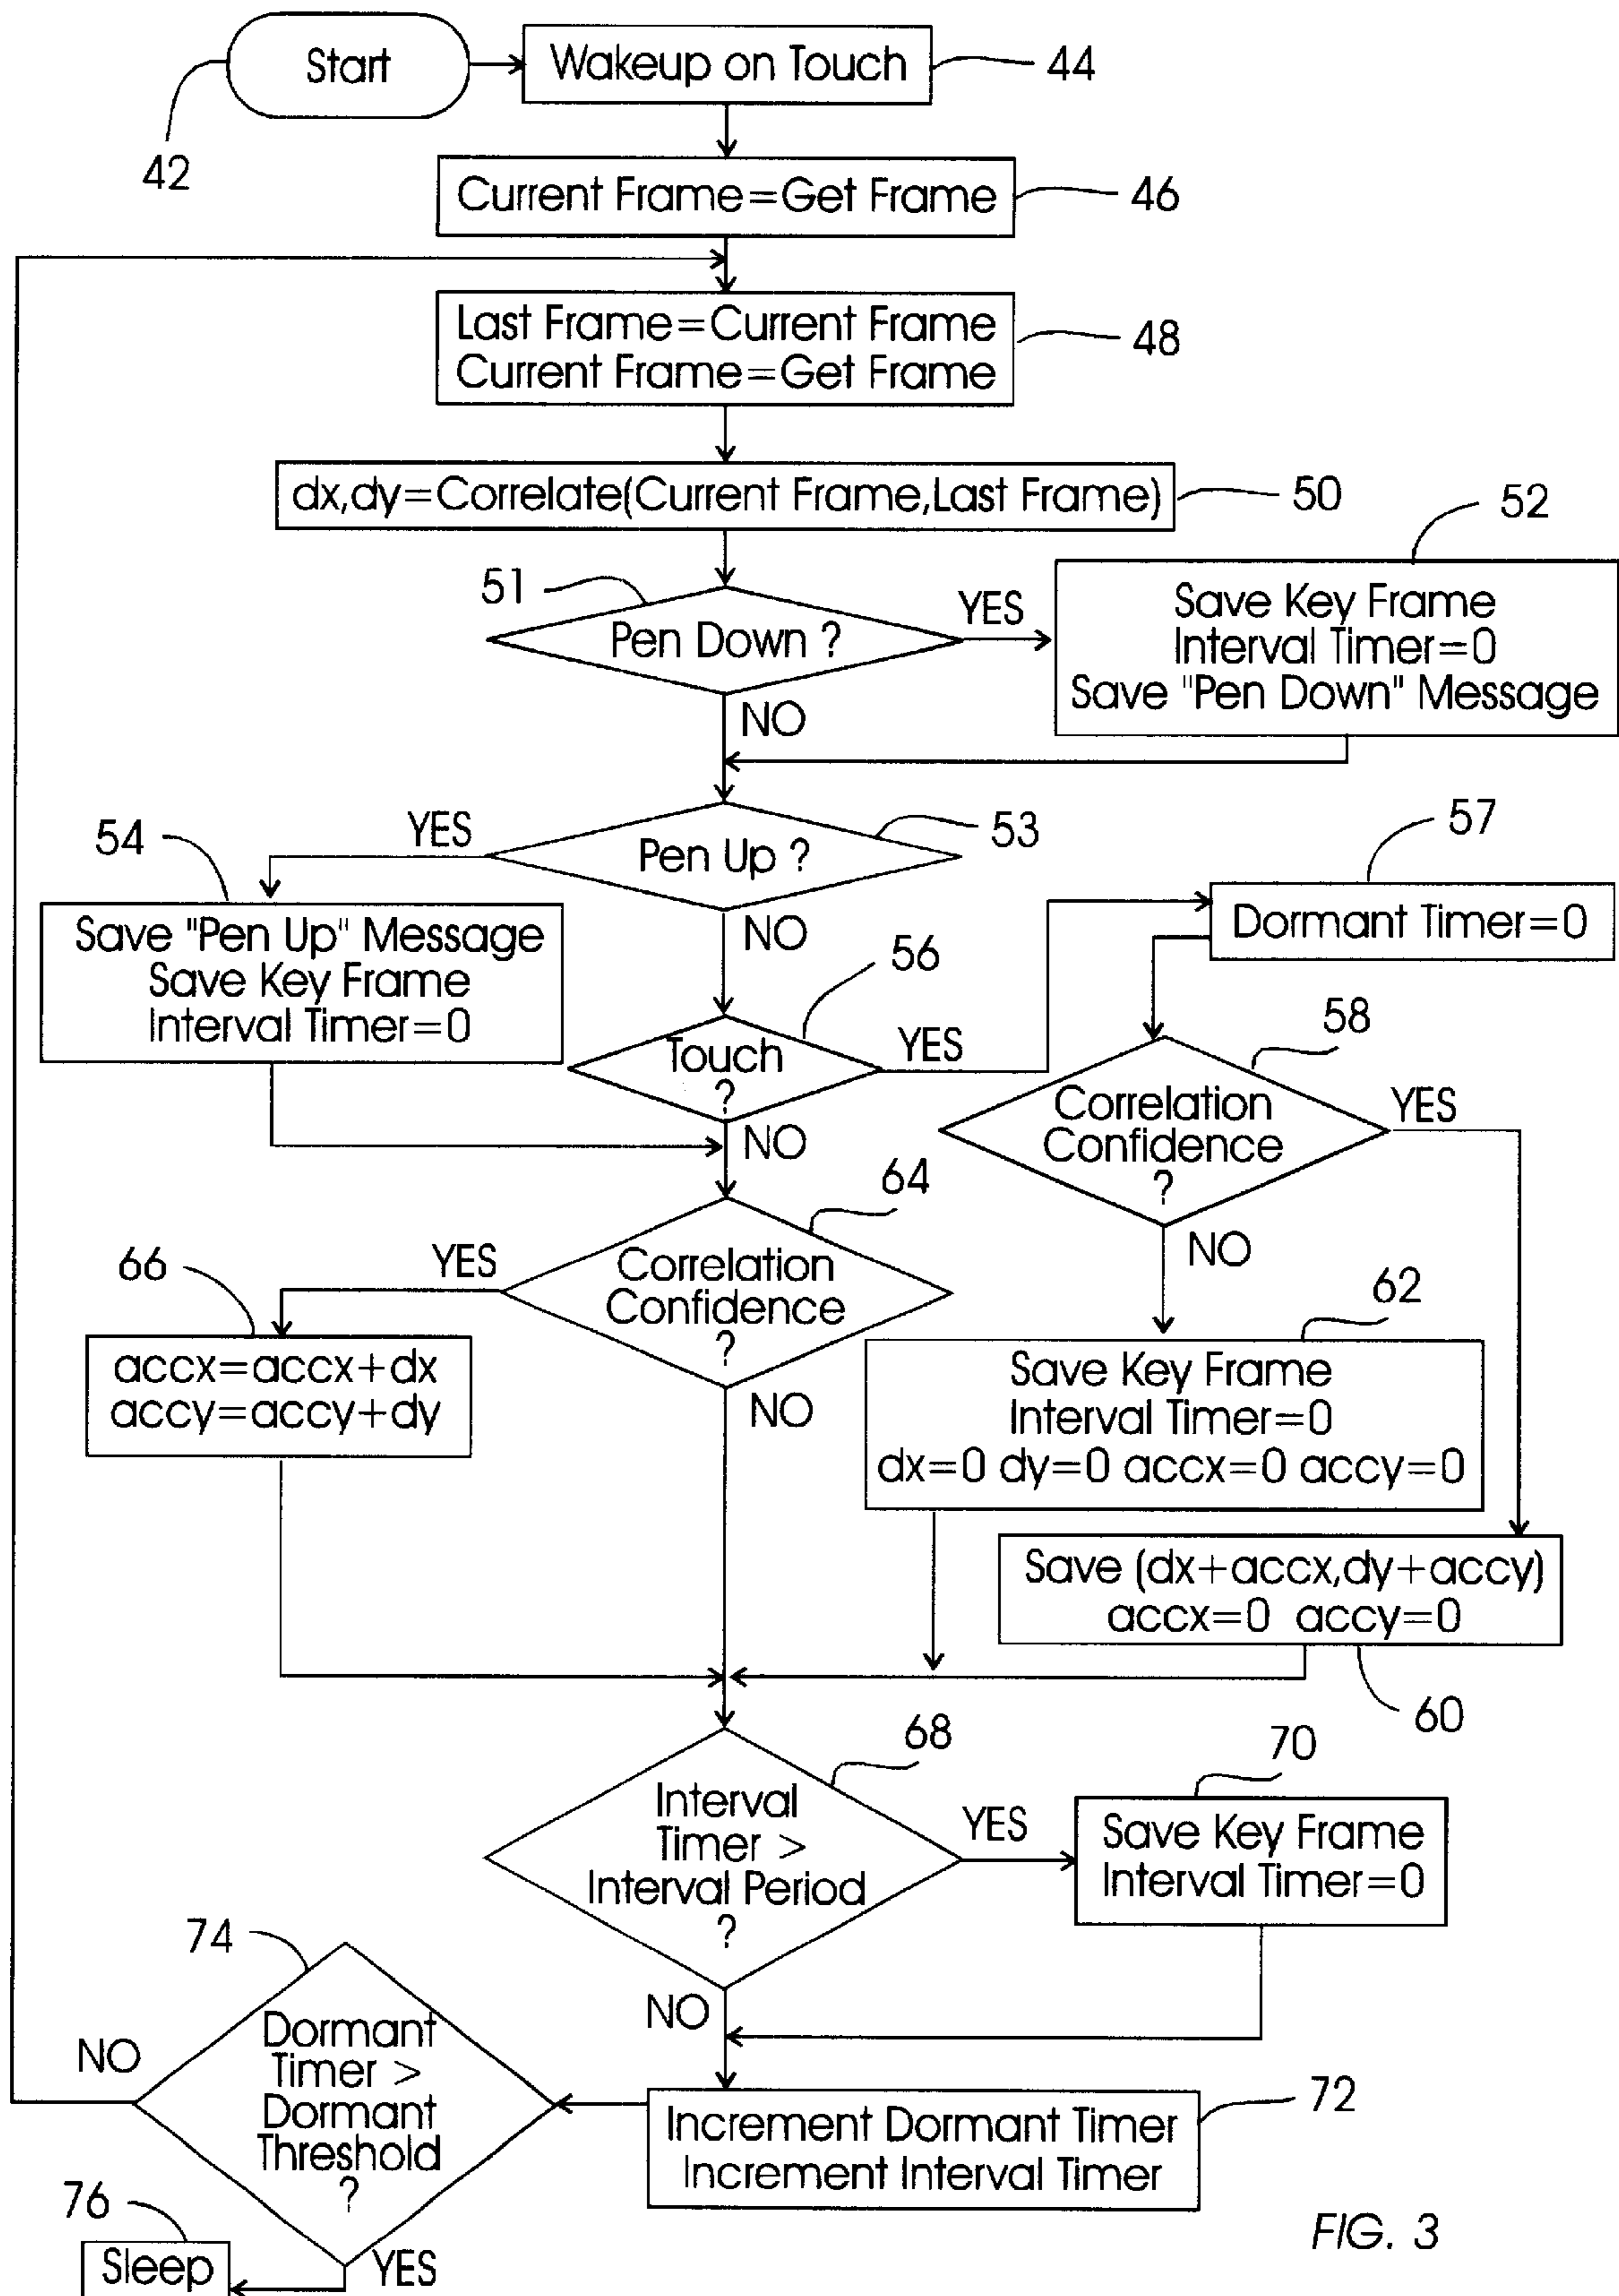 Start
Wakeup on Touch
44
42
Current Frame=Get Frame
46
Last Frame=Current Frame
Current Frame=Get Frame
48
dx,dy=Correlate(Current Frame,Last Frame)
50
52
51
Pen Down ?
YES
Save Key Frame
Interval Timer=0
Save "Pen Down" Message
NO
54
YES
Pen Up ?
53
57
Save "Pen Up" Message
Save Key Frame
Interval Timer=0
NO
Dormant Timer=0
56
Touch
?
YES
58
NO
Correlation
Confidence
?
YES
64
NO
66
YES
Correlation
Confidence
?
62
accx=accx+dx
accy=accy+dy
NO
Save Key Frame
Interval Timer=0
dx=0 dy=0 accx=0 accy=0
Save (dx+accx,dy+accy)
accx=0 accy=0
60
68
70
Interval
Timer >
Interval Period
?
YES
Save Key Frame
Interval Timer=0
74
NO
NO
Dormant
Timer >
Dormant
Threshold
?
72
Increment Dormant Timer
Increment Interval Timer
76
Sleep
YES
FIG. 3